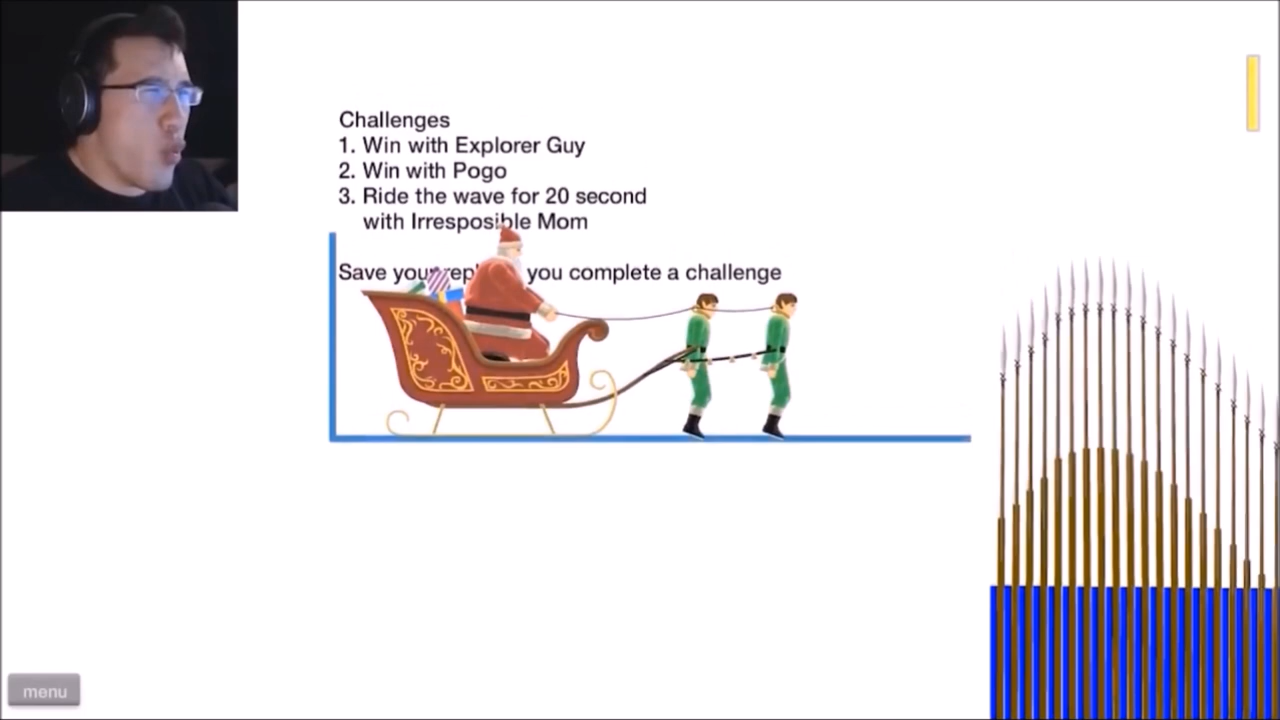 Challenges
1. Win with Explorer Guy
2. Win with Pogo
3. Ride the wave for 20 second
with Irresposible Mom
Save you complete a challenge
menu